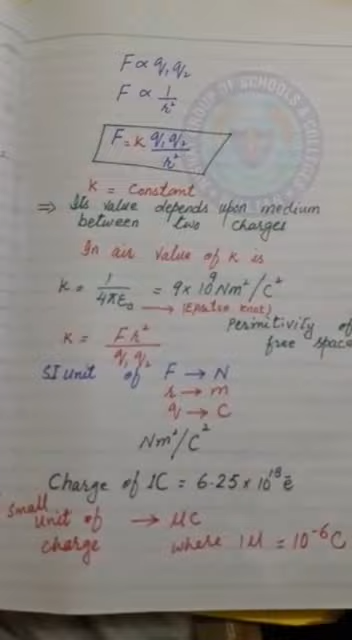 F ∝ q₁q₂
F ∝ 1/r²
F = K q₁q₂/r²
K = Constant
⇒ Its value depends upon medium
between two charges
In air value of K is
K = 1/4πε₀ = 9×10⁹ Nm²/C²
→ (Epsilon knot)
Permitivity of
free space
K = Fr²/q₁q₂
SI unit of F → N
r → m
q → C
Nm²/C²
Charge of 1C = 6.25×10¹⁸ ē
Small
Unit of → μC
charge where 1μ = 10⁻⁶C